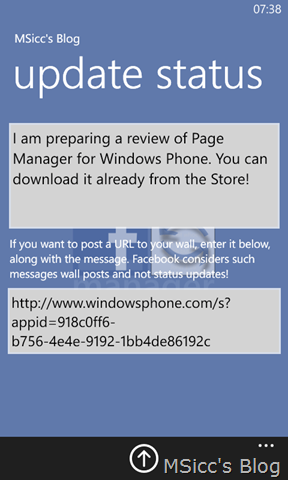 07:38
MSicc's Blog
update status
I am preparing a review of Page
Manager for Windows Phone. You can
download it already from the Store!
If you want to post a URL to your wall, enter it below,
along with the message. Facebook considers such
messages wall posts and not status updates!
manager
http://www.windowsphone.com/s?
appid=918c0ff6-
b756-4e4e-9192-1bb4de86192c
MSicc's Blog